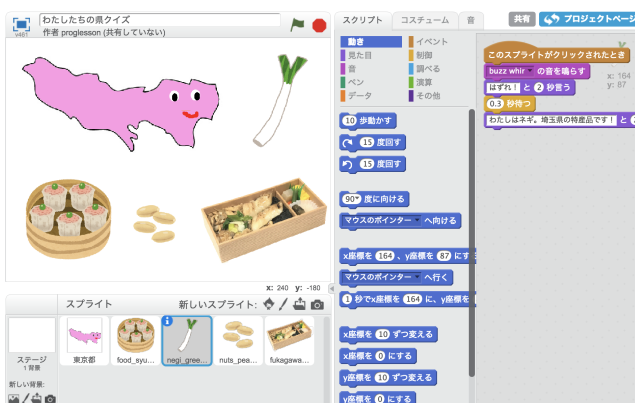 わたしたちの県クイズ
v461
作者 proglesson (共有していない)
スクリプト
コスチューム
音
共有
プロジェクトペー
動き
イベント
見た目
制御
音
調べる
ペン
演算
データ
その他
10 歩動かす
15 度回す
15 度回す
90 度に向ける
マウスのポインター へ向ける
x座標を 164 、y座標を 87 にす
マウスのポインター へ行く
1 秒でx座標を 164 に、y座標を
x座標を 10 ずつ変える
x座標を 0 にする
y座標を 10 ずつ変える
y座標を 0 にする
このスプライトがクリックされたとき
buzz whir の音を鳴らす
はずれ! と 2 秒言う
0.3 秒待つ
わたしはネギ。埼玉県の特産品です! と
x: 164
y: 87
x: 240 y: -180
スプライト
新しいスプライト:
ステージ
1 背景
新しい背景:
東京都
food_syu...
negi_gree...
nuts_pea...
fukagawa...